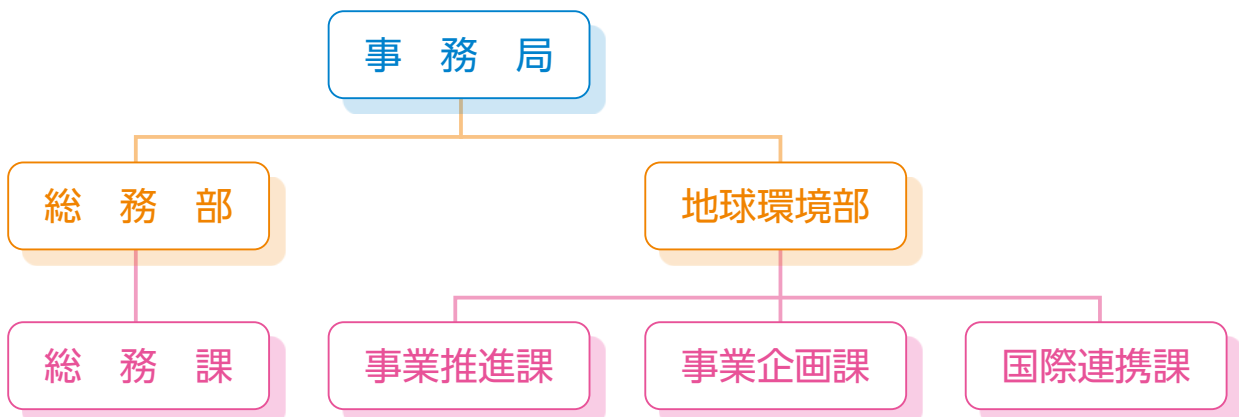 事　務　局
総　務　部
地球環境部
総　務　課
事業推進課
事業企画課
国際連携課